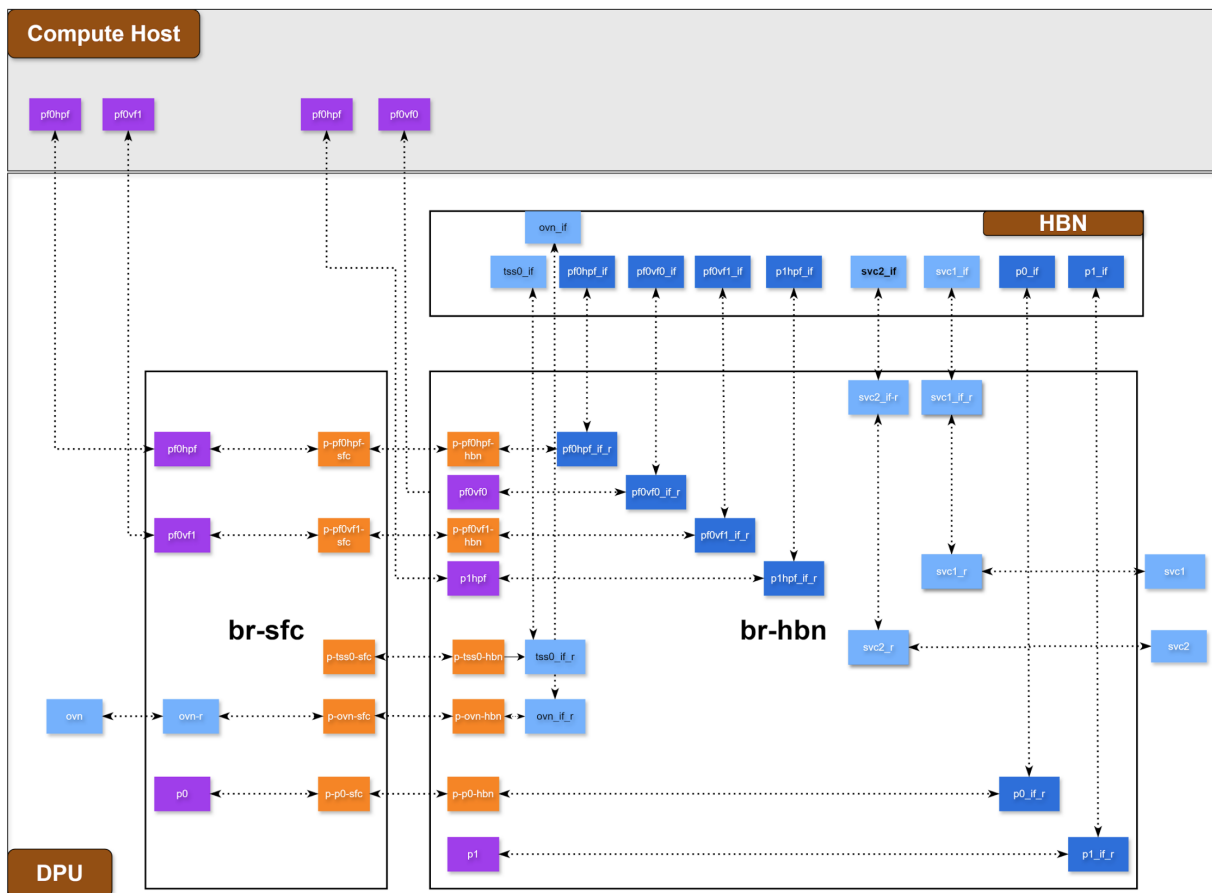 Compute Host
pf0hpf
pf0vf1
pf0hpf
pf0vf0
HBN
ovn_if
tss0_if
pf0hpf_if
pf0vf0_if
pf0vf1_if
p1hpf_if
svc2_if
svc1_if
p0_if
p1_if
svc2_if-r
svc1_if_r
pf0hpf
p-pf0hpf-
sfc
p-pf0hpf-
hbn
pf0hpf_if_r
pf0vf0
pf0vf0_if_r
pf0vf1
p-pf0vf1-
sfc
p-pf0vf1-
hbn
pf0vf1_if_r
p1hpf
p1hpf_if_r
svc1_r
svc1
br-sfc
br-hbn
p-tss0-sfc
p-tss0-hbn
tss0_if_r
svc2_r
svc2
ovn
ovn-r
p-ovn-sfc
p-ovn-hbn
ovn_if_r
p0
p-p0-sfc
p-p0-hbn
p0_if_r
p1
p1_if_r
DPU